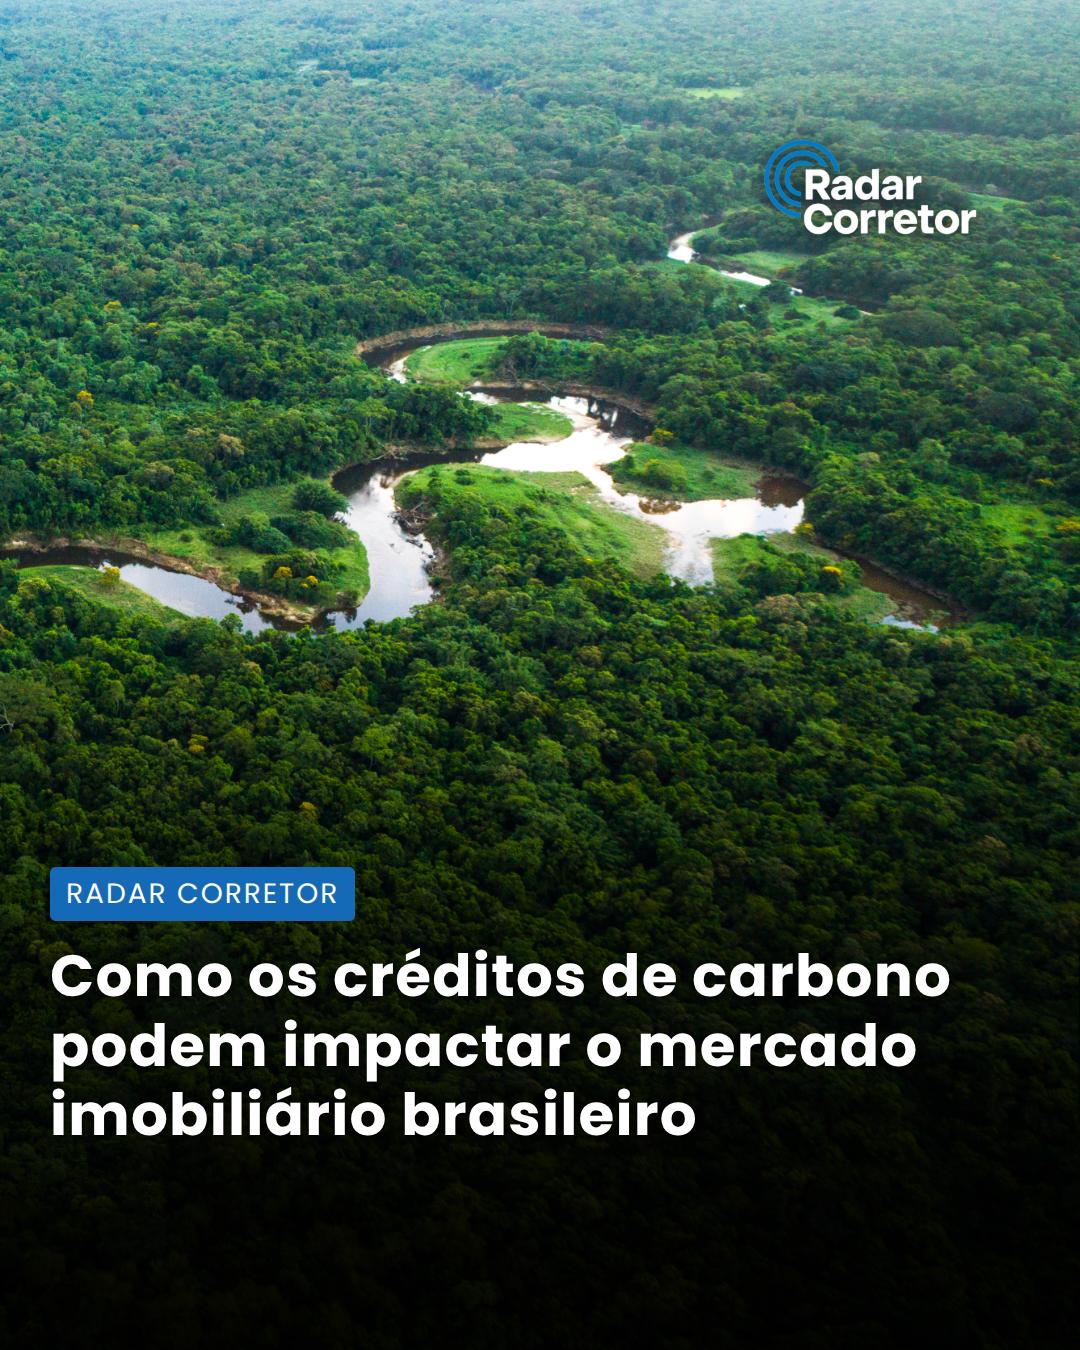 Radar
Corretor
RADAR CORRETOR
Como os créditos de carbono
podem impactar o mercado
imobiliário brasileiro